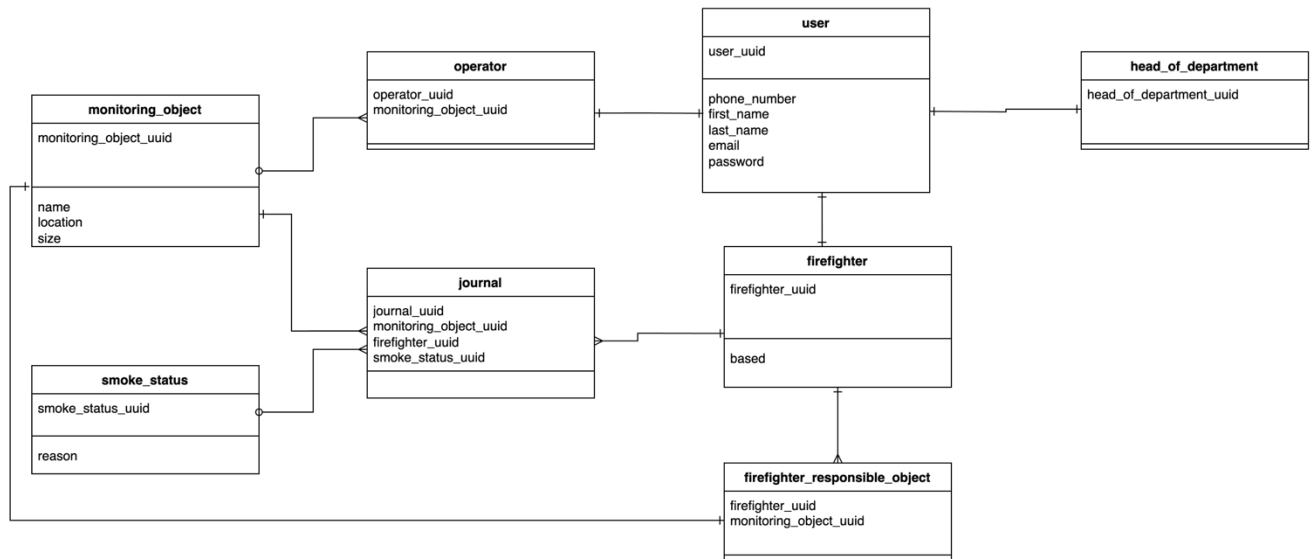 user
user_uuid
phone_number
first_name
last_name
email
password
operator
operator_uuid
monitoring_object_uuid
head_of_department
head_of_department_uuid
monitoring_object
monitoring_object_uuid
name
location
size
firefighter
firefighter_uuid
based
journal
journal_uuid
monitoring_object_uuid
firefighter_uuid
smoke_status_uuid
smoke_status
smoke_status_uuid
reason
firefighter_responsible_object
firefighter_uuid
monitoring_object_uuid